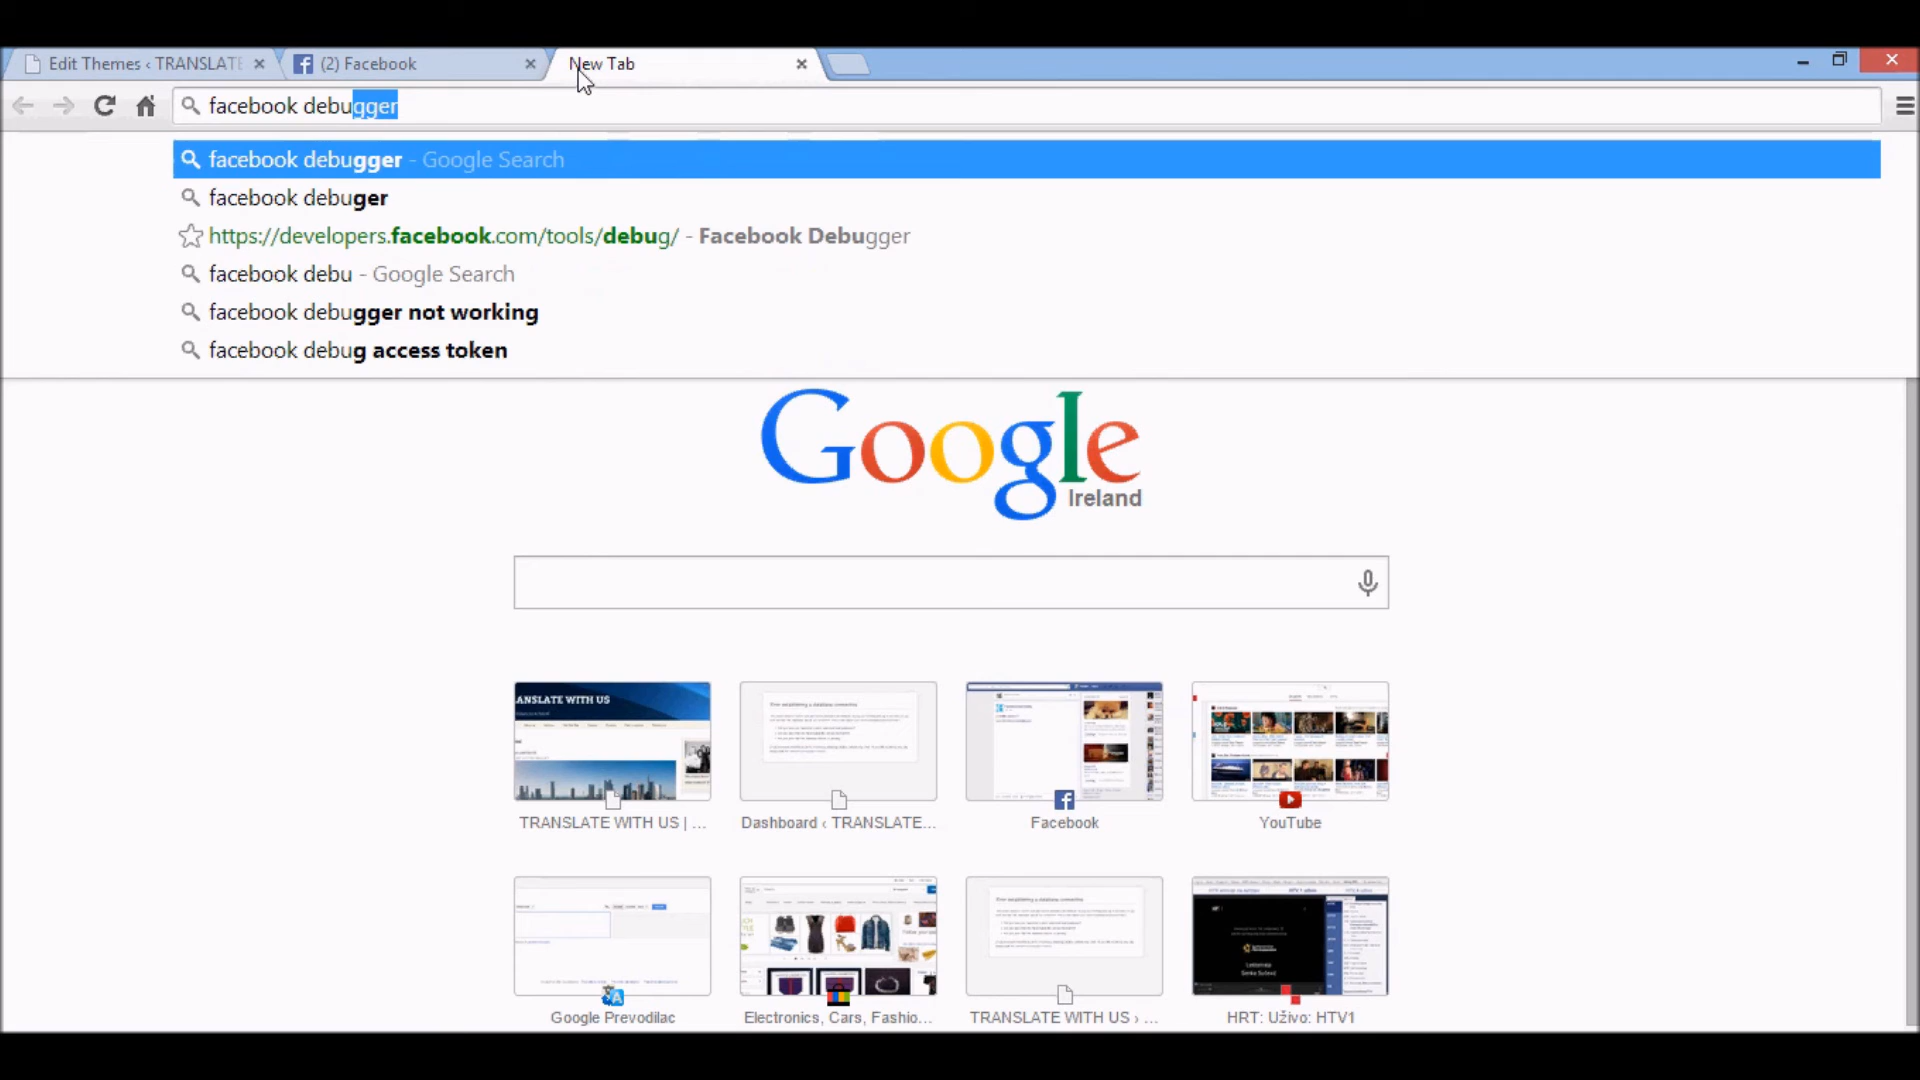 Edit Themes ‹ TRANSLATE
(2) Facebook
New Tab
facebook debugger
facebook debugger - Google Search
facebook debuger
https://developers.facebook.com/tools/debug/ - Facebook Debugger
facebook debu - Google Search
facebook debugger not working
facebook debug access token
Google
Ireland
ANSLATE WITH US
TRANSLATE WITH US | ...
Dashboard ‹ TRANSLATE...
Facebook
YouTube
Google Prevodilac
Electronics, Cars, Fashio...
TRANSLATE WITH US › ...
HRT: Uživo: HTV1